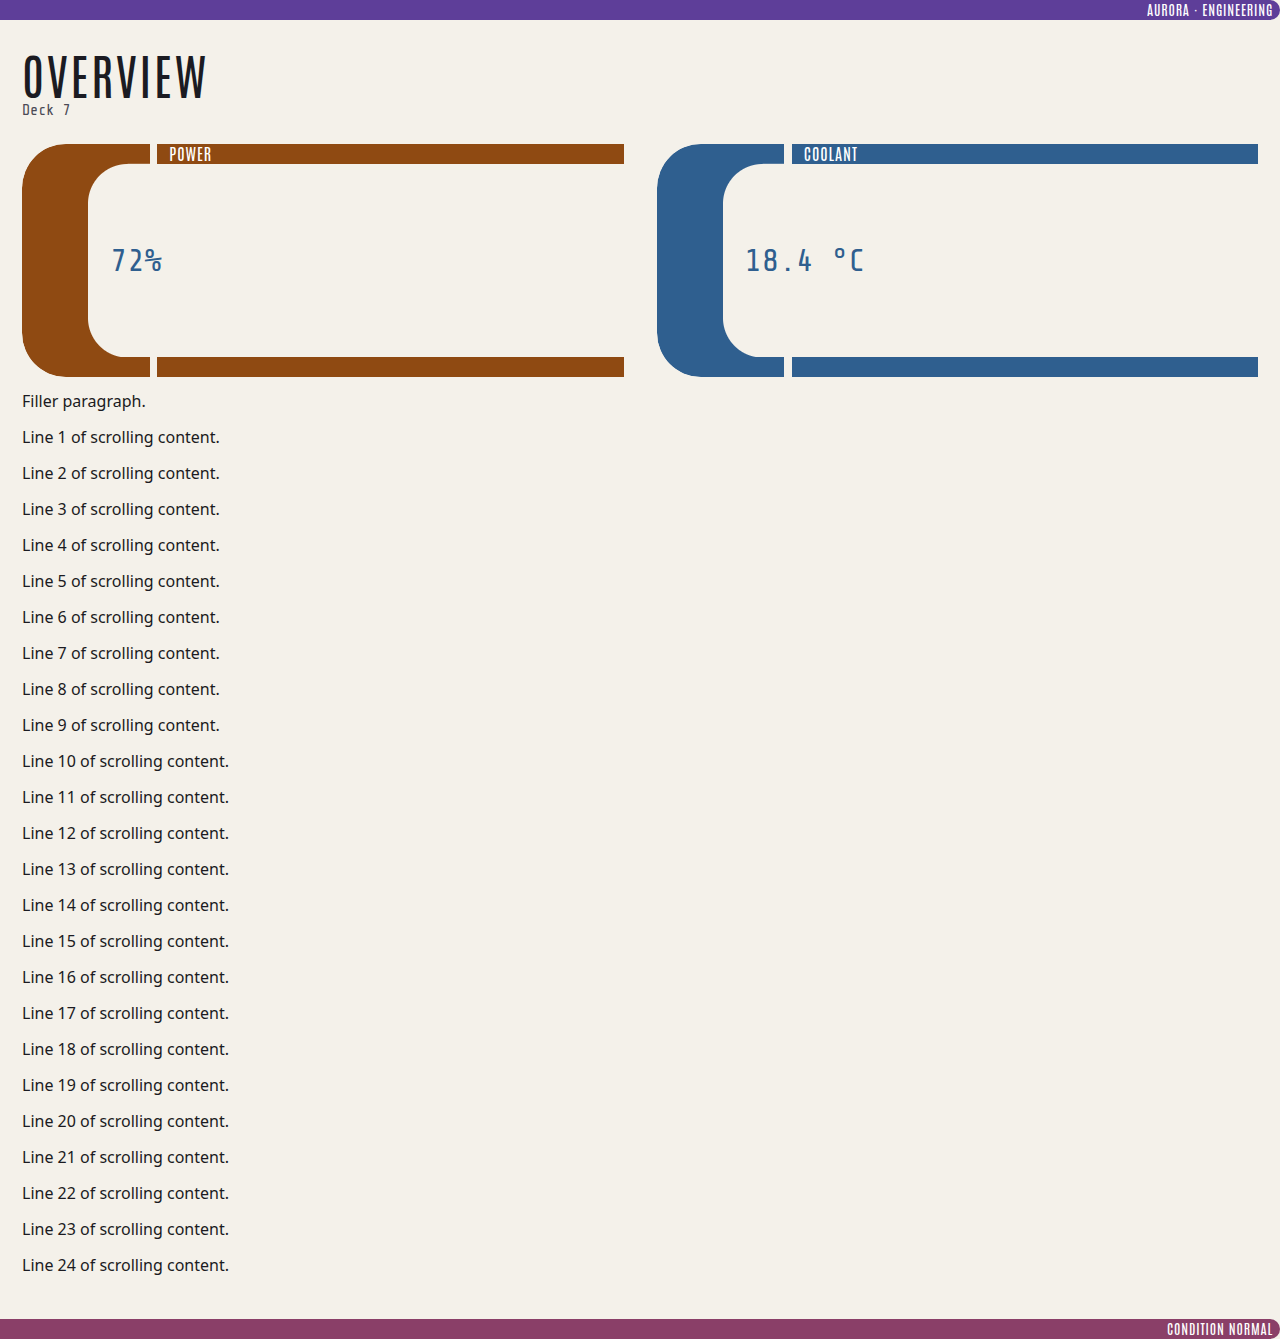 AURORA · ENGINEERING
OVERVIEW
Deck 7
POWER
72%
COOLANT
18.4 °C
Filler paragraph.
Line 1 of scrolling content.
Line 2 of scrolling content.
Line 3 of scrolling content.
Line 4 of scrolling content.
Line 5 of scrolling content.
Line 6 of scrolling content.
Line 7 of scrolling content.
Line 8 of scrolling content.
Line 9 of scrolling content.
Line 10 of scrolling content.
Line 11 of scrolling content.
Line 12 of scrolling content.
Line 13 of scrolling content.
Line 14 of scrolling content.
Line 15 of scrolling content.
Line 16 of scrolling content.
Line 17 of scrolling content.
Line 18 of scrolling content.
Line 19 of scrolling content.
Line 20 of scrolling content.
Line 21 of scrolling content.
Line 22 of scrolling content.
Line 23 of scrolling content.
Line 24 of scrolling content.
CONDITION NORMAL